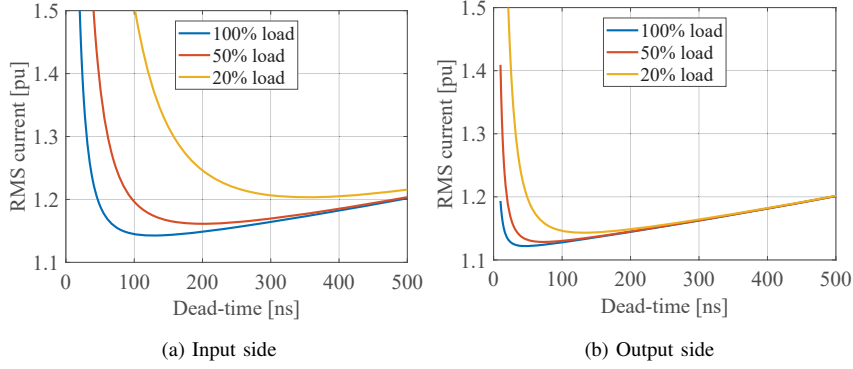 1.5
1.4
1.3
1.2
1.1
RMS current [pu]
100% load
50% load
20% load
0
100
200
300
400
500
Dead-time [ns]
(a) Input side
1.5
1.4
1.3
1.2
1.1
RMS current [pu]
100% load
50% load
20% load
0
100
200
300
400
500
Dead-time [ns]
(b) Output side